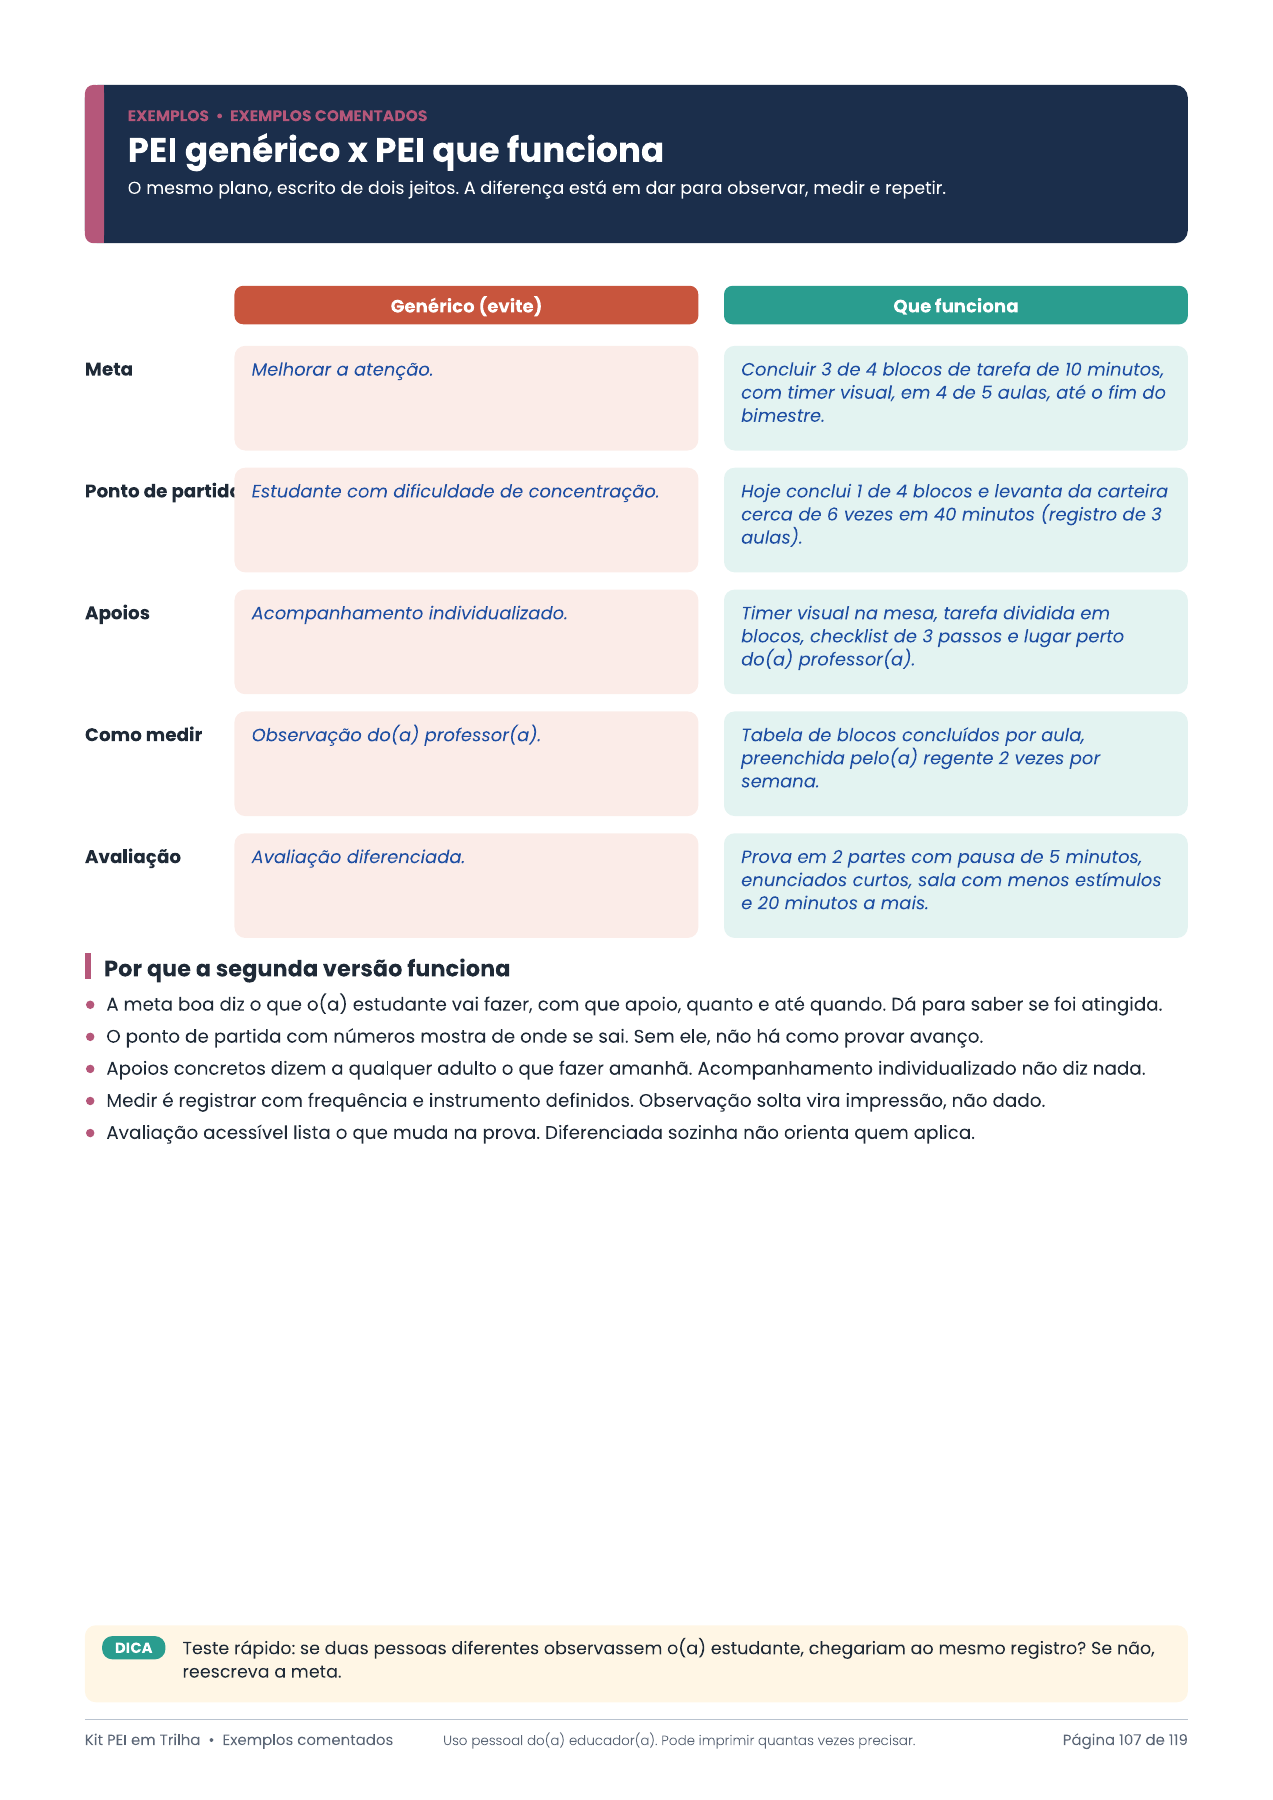 EXEMPLOS • EXEMPLOS COMENTADOS
PEI genérico x PEI que funciona
O mesmo plano, escrito de dois jeitos. A diferença está em dar para observar, medir e repetir.
Genérico (evite)
Que funciona
Meta
Melhorar a atenção.
Concluir 3 de 4 blocos de tarefa de 10 minutos,
com timer visual, em 4 de 5 aulas, até o fim do
bimestre.
Ponto de partida
Estudante com dificuldade de concentração.
Hoje conclui 1 de 4 blocos e levanta da carteira
cerca de 6 vezes em 40 minutos (registro de 3
aulas).
Apoios
Acompanhamento individualizado.
Timer visual na mesa, tarefa dividida em
blocos, checklist de 3 passos e lugar perto
do(a) professor(a).
Como medir
Observação do(a) professor(a).
Tabela de blocos concluídos por aula,
preenchida pelo(a) regente 2 vezes por
semana.
Avaliação
Avaliação diferenciada.
Prova em 2 partes com pausa de 5 minutos,
enunciados curtos, sala com menos estímulos
e 20 minutos a mais.
Por que a segunda versão funciona
• A meta boa diz o que o(a) estudante vai fazer, com que apoio, quanto e até quando. Dá para saber se foi atingida.
• O ponto de partida com números mostra de onde se sai. Sem ele, não há como provar avanço.
• Apoios concretos dizem a qualquer adulto o que fazer amanhã. Acompanhamento individualizado não diz nada.
• Medir é registrar com frequência e instrumento definidos. Observação solta vira impressão, não dado.
• Avaliação acessível lista o que muda na prova. Diferenciada sozinha não orienta quem aplica.
DICA
Teste rápido: se duas pessoas diferentes observassem o(a) estudante, chegariam ao mesmo registro? Se não,
reescreva a meta.
Kit PEI em Trilha • Exemplos comentados
Uso pessoal do(a) educador(a). Pode imprimir quantas vezes precisar.
Página 107 de 119